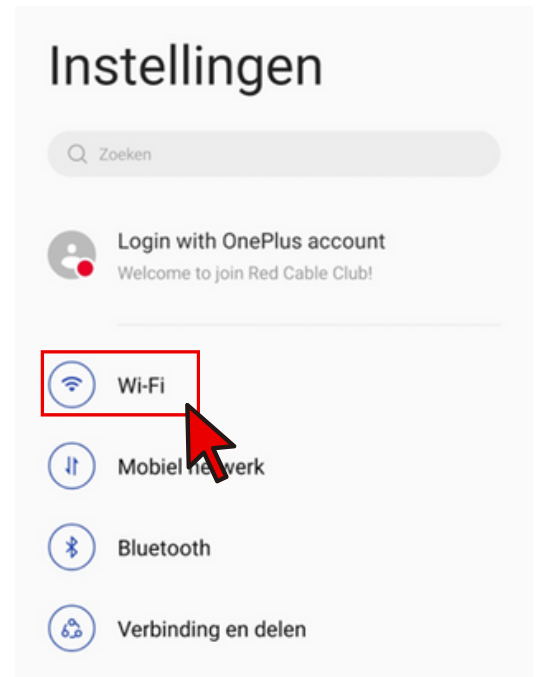 Instellingen
Zoeken
Login with OnePlus account
Welcome to join Red Cable Club!
Wi-Fi
Mobiel netwerk
Bluetooth
Verbinding en delen